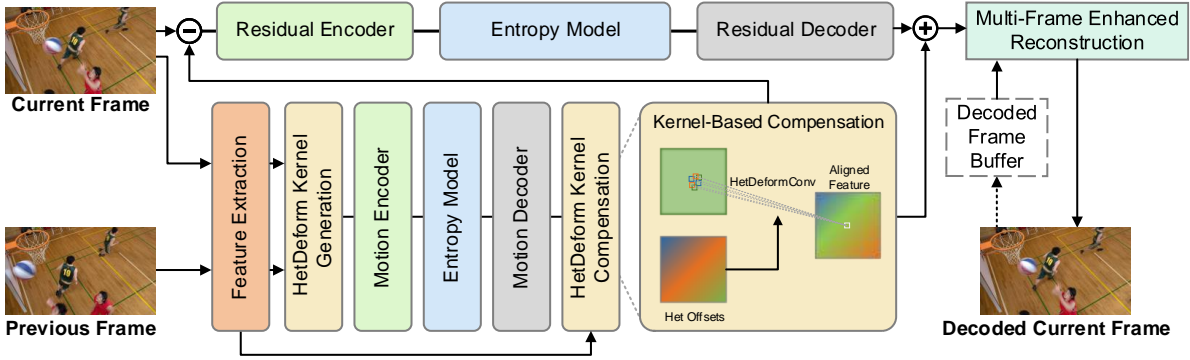 Residual Encoder
Entropy Model
Residual Decoder
Multi-Frame Enhanced
Reconstruction
Current Frame
Feature Extraction
HetDeform Kernel
Generation
Motion Encoder
Entropy Model
Motion Decoder
HetDeform Kernel
Compensation
Kernel-Based Compensation
HetDeformConv
Aligned
Feature
Het Offsets
Decoded
Frame
Buffer
Previous Frame
Decoded Current Frame